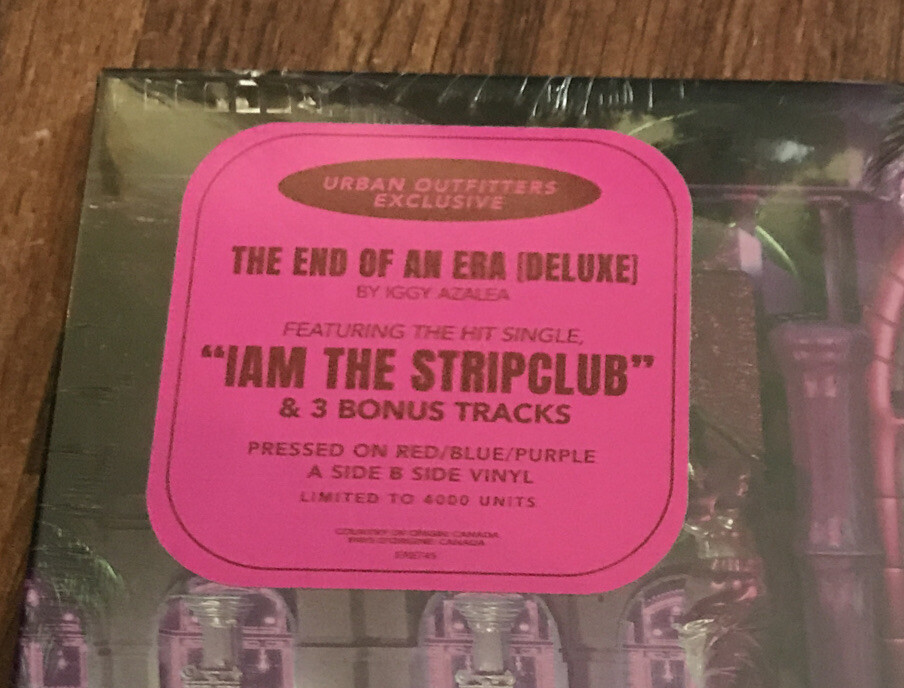 URBAN OUTFITTERS
EXCLUSIVE
THE END OF AN ERA (DELUXE)
BY IGGY AZALEA
FEATURING THE HIT SINGLE,
“IAM THE STRIPCLUB”
& 3 BONUS TRACKS
PRESSED ON RED/BLUE/PURPLE
A SIDE B SIDE VINYL
LIMITED TO 4000 UNITS
COUNTRY OF ORIGIN: CANADA
PAYS D'ORIGINE: CANADA